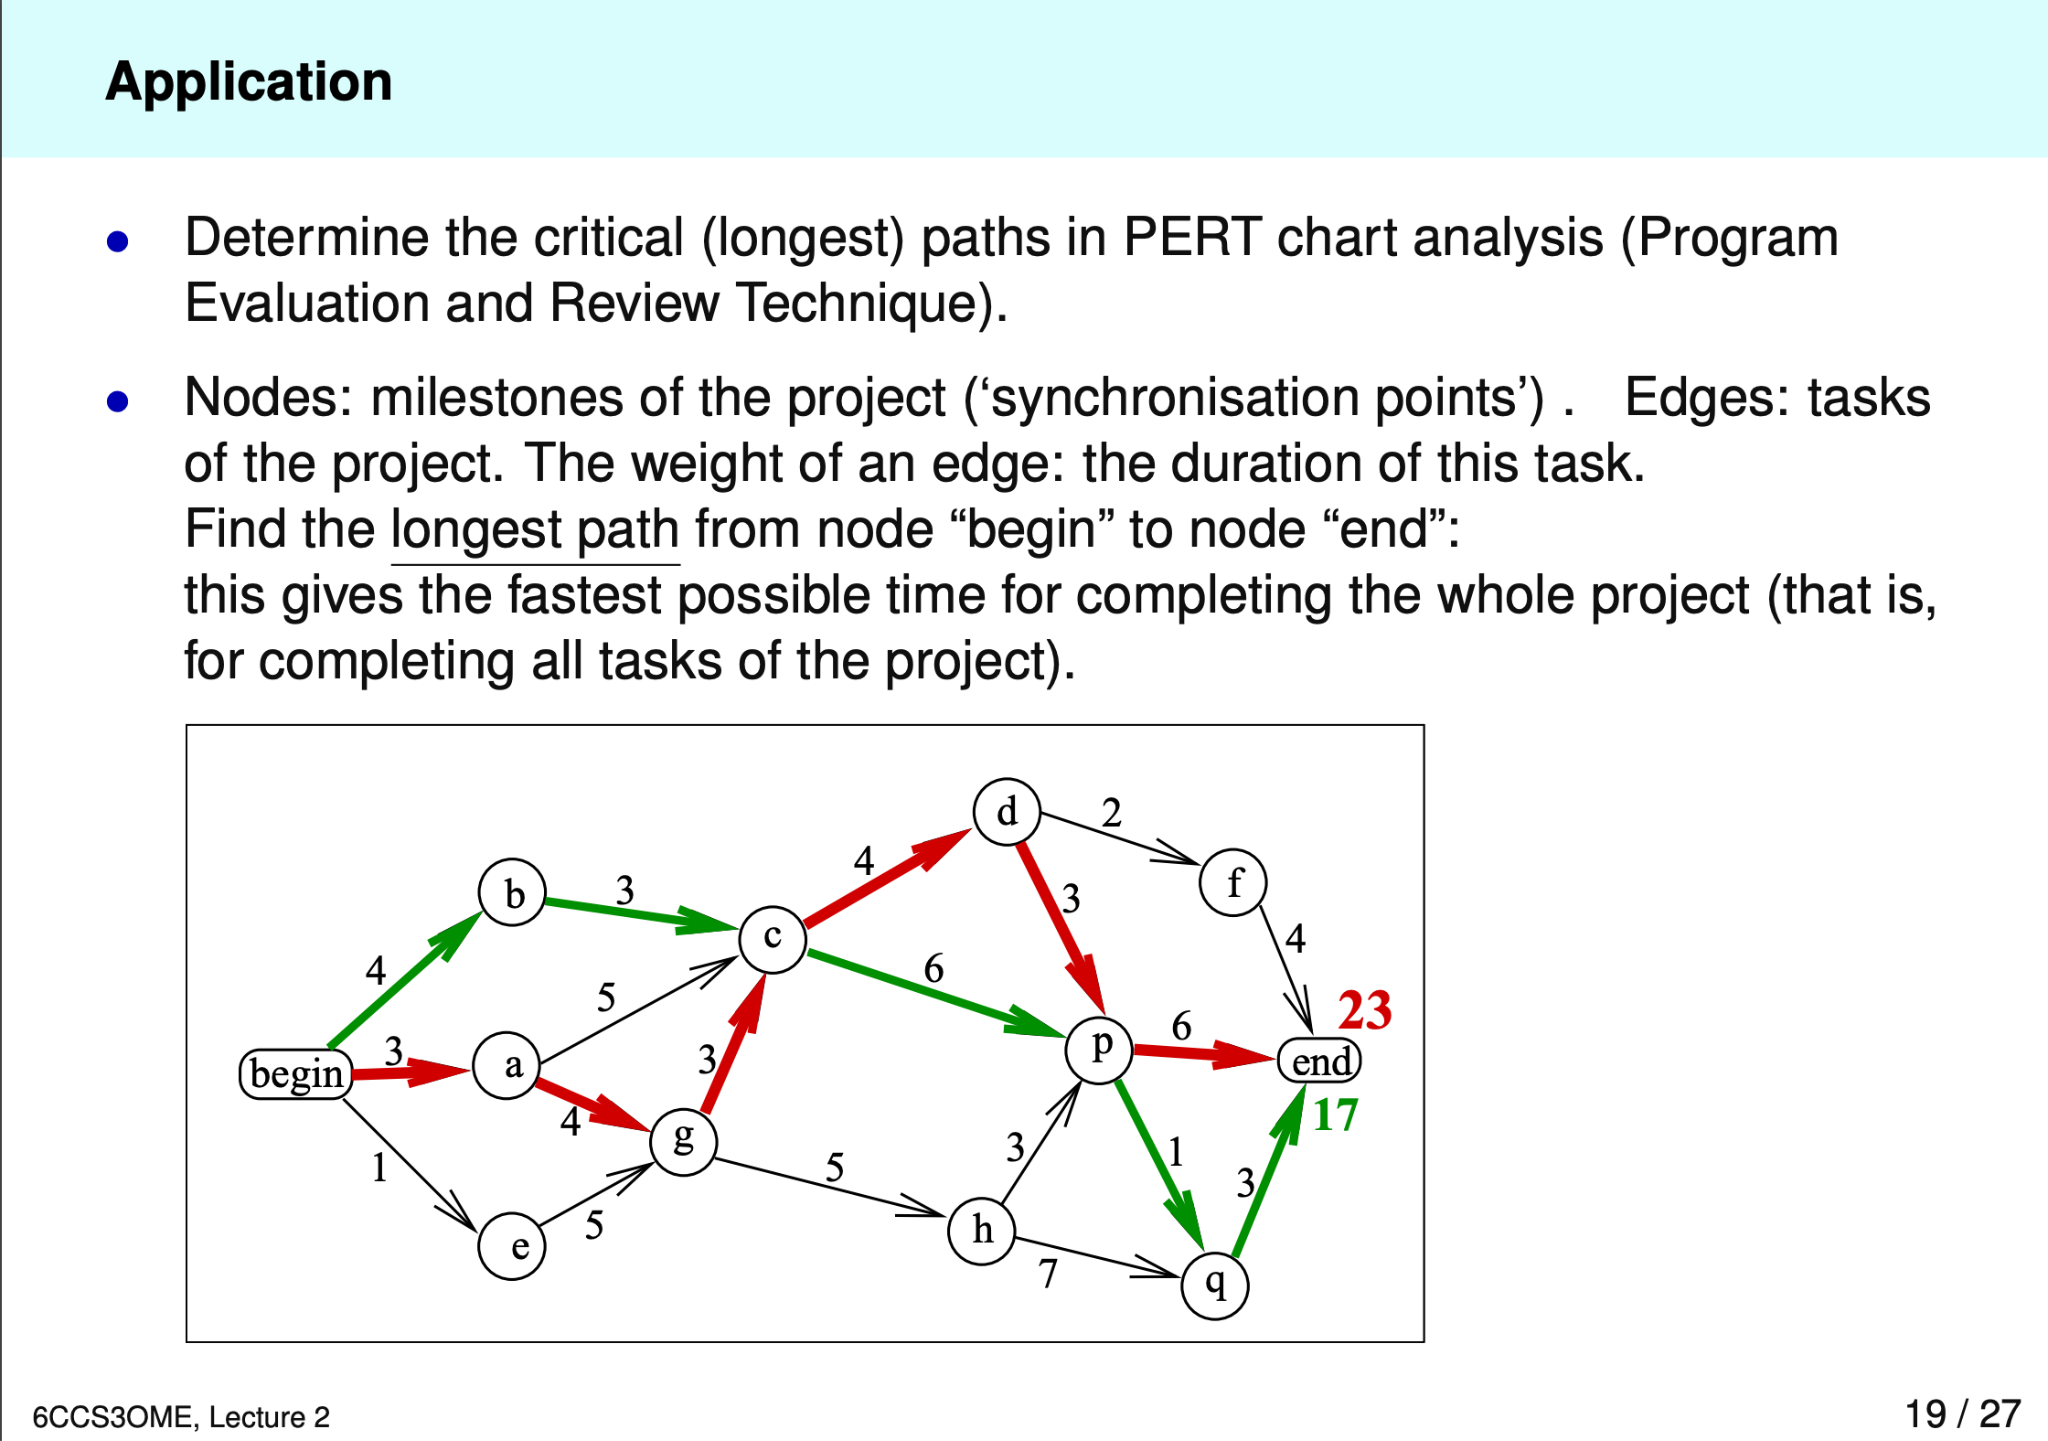 Application
• Determine the critical (longest) paths in PERT chart analysis (Program
Evaluation and Review Technique).
• Nodes: milestones of the project (‘synchronisation points’) . Edges: tasks
of the project. The weight of an edge: the duration of this task.
Find the longest path from node “begin” to node “end”:
this gives the fastest possible time for completing the whole project (that is,
for completing all tasks of the project).
d
2
4
f
b
3
3
c
4
4
6
5
23
p
6
3
a
end
begin
3
17
4
g
3
1
1
5
3
5
h
e
7
q
6CCS3OME, Lecture 2
19 / 27